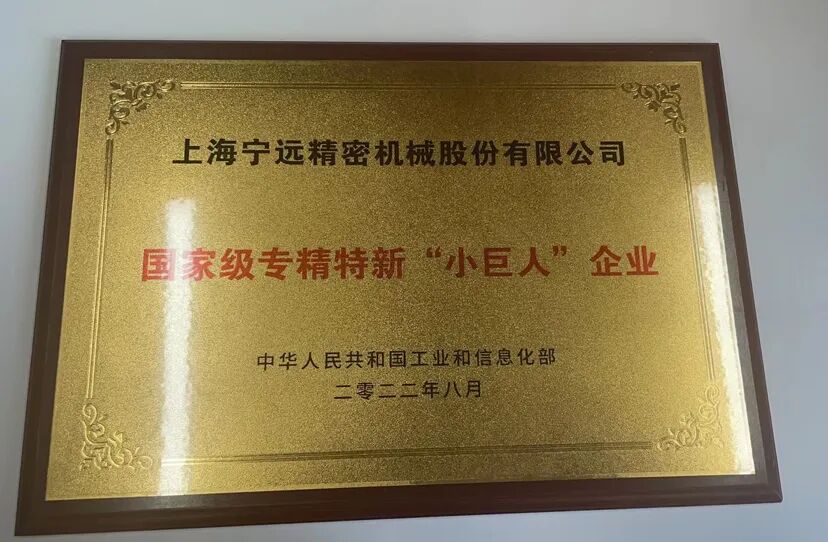 上海宁远精密机械股份有限公司
国家级专精特新“小巨人”企业
中华人民共和国工业和信息化部
二零二二年八月